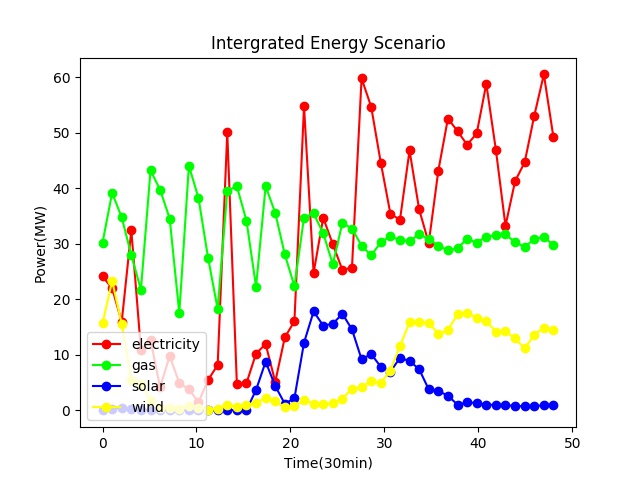 Intergrated Energy Scenario
Power(MW)
60
50
40
30
20
10
0
electricity
gas
solar
wind
0 10 20 30 40 50
Time(30min)